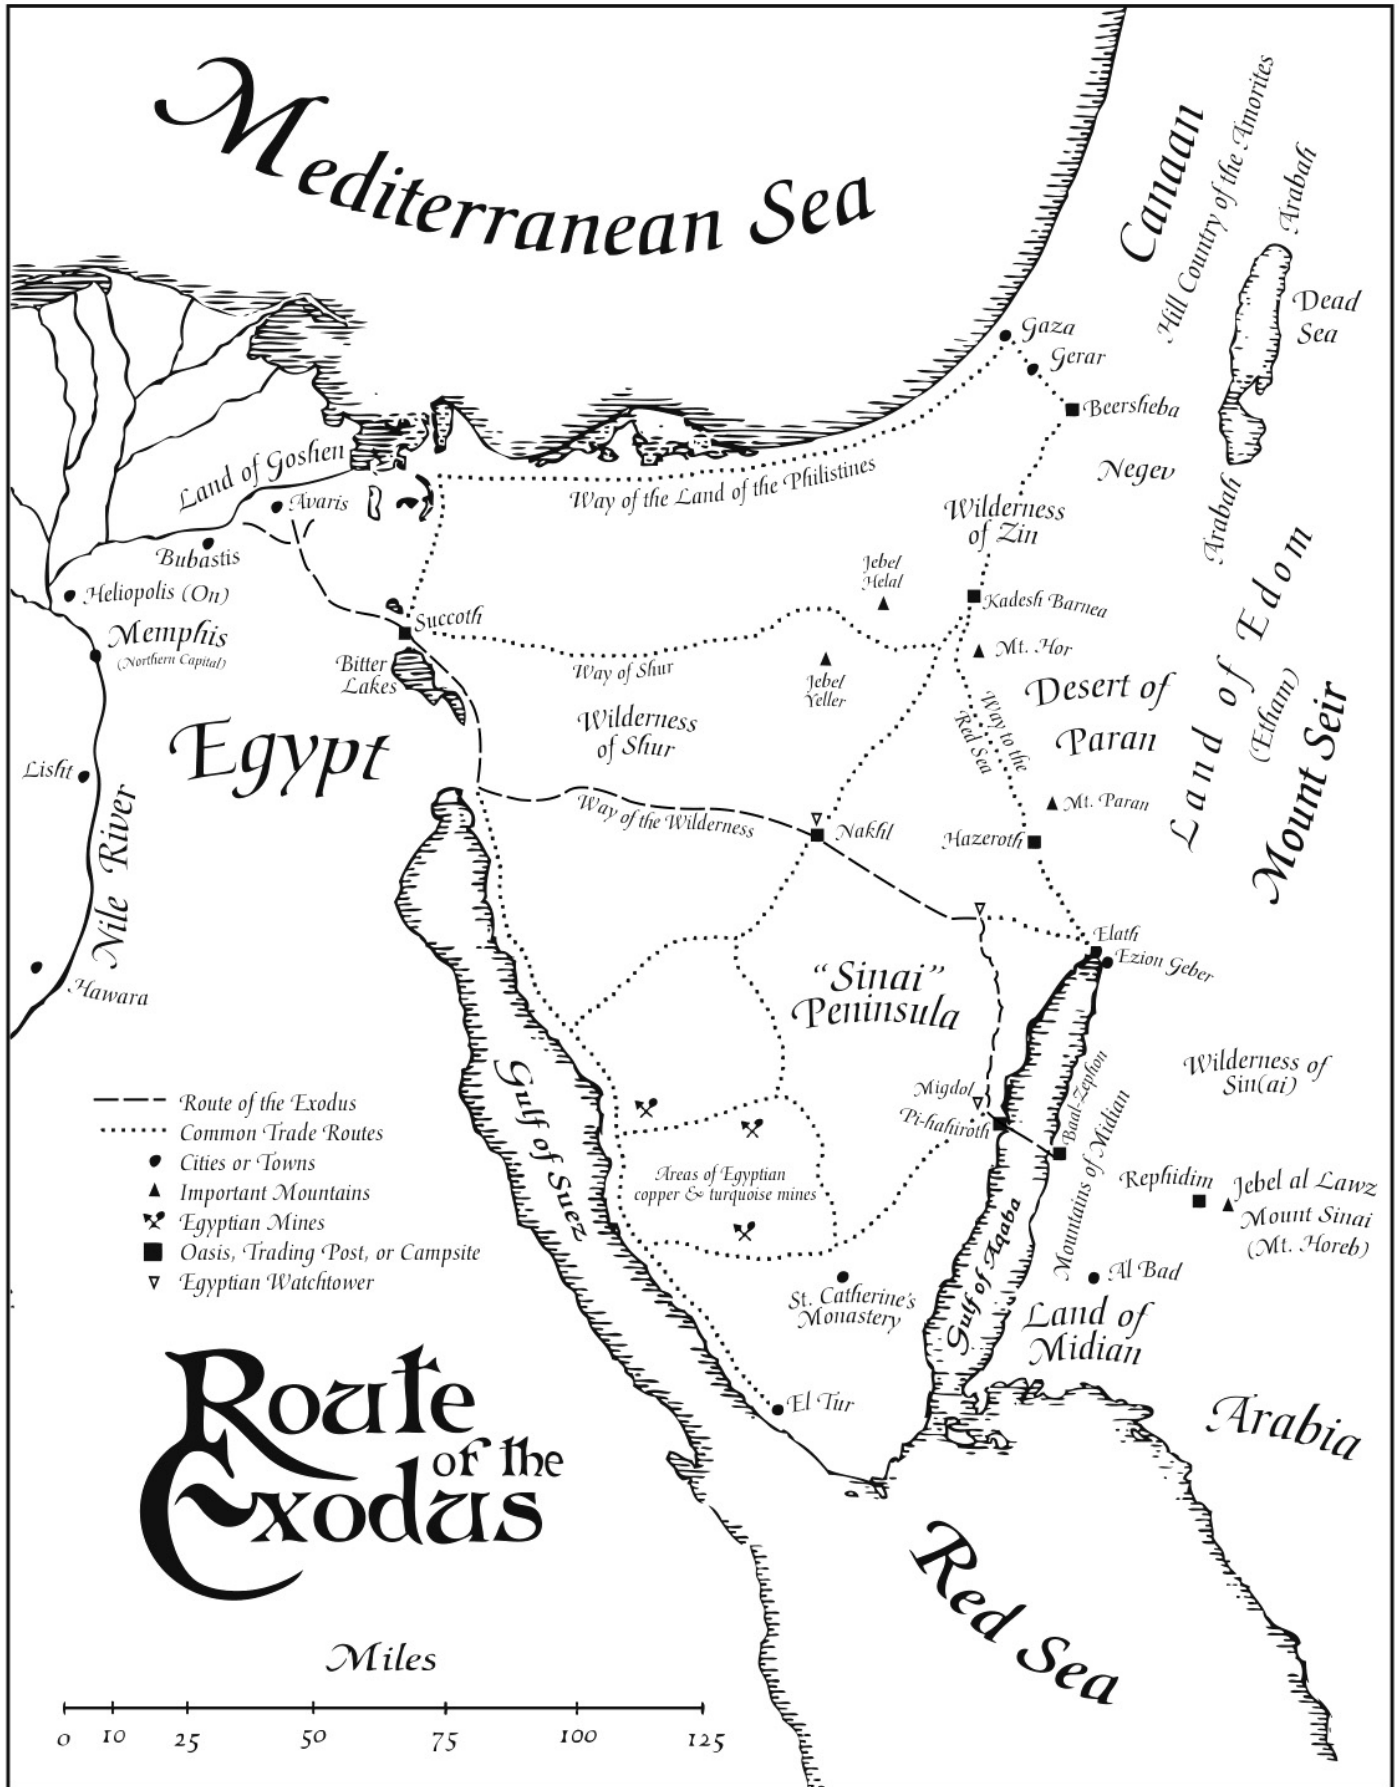 Mediterranean Sea
Canaan
Hill Country of the Amorites
Arabah
Dead
Sea
Gaza
Gerar
Beersheba
Negev
Arabah
Land of Goshen
Avaris
Bubastis
Heliopolis (On)
Memphis
(Northern Capital)
Way of the Land of the Philistines
Wilderness
of Zin
Jebel
Helal
Kadesh Barnea
Mt. Hor
Succoth
Bitter
Lakes
Way of Shur
Jebel
Yeller
Wilderness
of Shur
Desert of
Paran
Way to the
Red Sea
Land of Edom
(Etham)
Mount Seir
Egypt
Lisht
Nile River
Hawara
Way of the Wilderness
Nakhl
Mt. Paran
Hazeroth
Elath
Ezion Geber
"Sinai"
Peninsula
Wilderness of
Sin(ai)
Migdol
Pi-hahiroth
Baal-Zephon
Mountains of Midian
Gulf of Suez
Gulf of Aqaba
Areas of Egyptian
copper & turquoise mines
Rephidim
Jebel al Lawz
Mount Sinai
(Mt. Horeb)
Al Bad
St. Catherine's
Monastery
Land of
Midian
El Tur
Arabia
Red Sea
Route of the Exodus
Common Trade Routes
Cities or Towns
Important Mountains
Egyptian Mines
Oasis, Trading Post, or Campsite
Egyptian Watchtower
Route
of the
Exodus
Miles
0 10 25 50 75 100 125